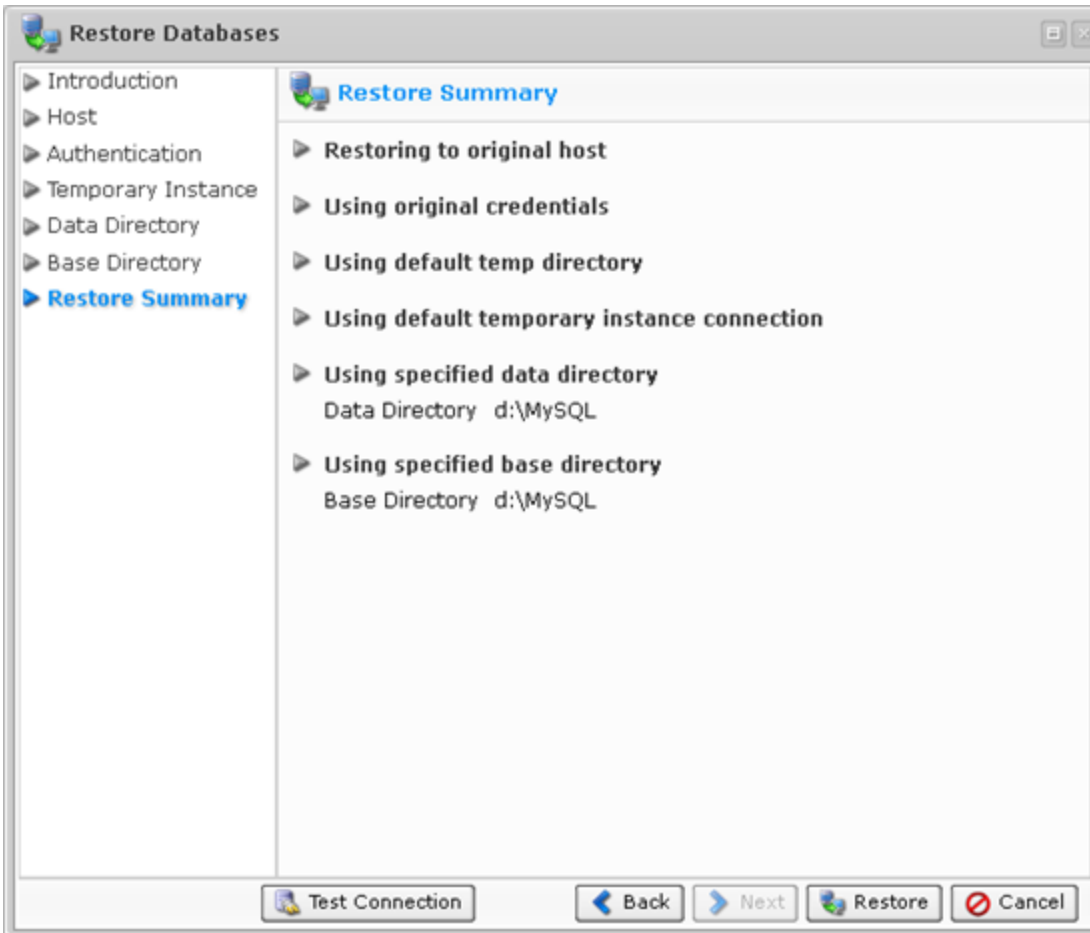 Restore Databases
Introduction
Host
Authentication
Temporary Instance
Data Directory
Base Directory
Restore Summary
Restore Summary
Restoring to original host
Using original credentials
Using default temp directory
Using default temporary instance connection
Using specified data directory
Data Directory d:\MySQL
Using specified base directory
Base Directory d:\MySQL
Test Connection Back Next Restore Cancel